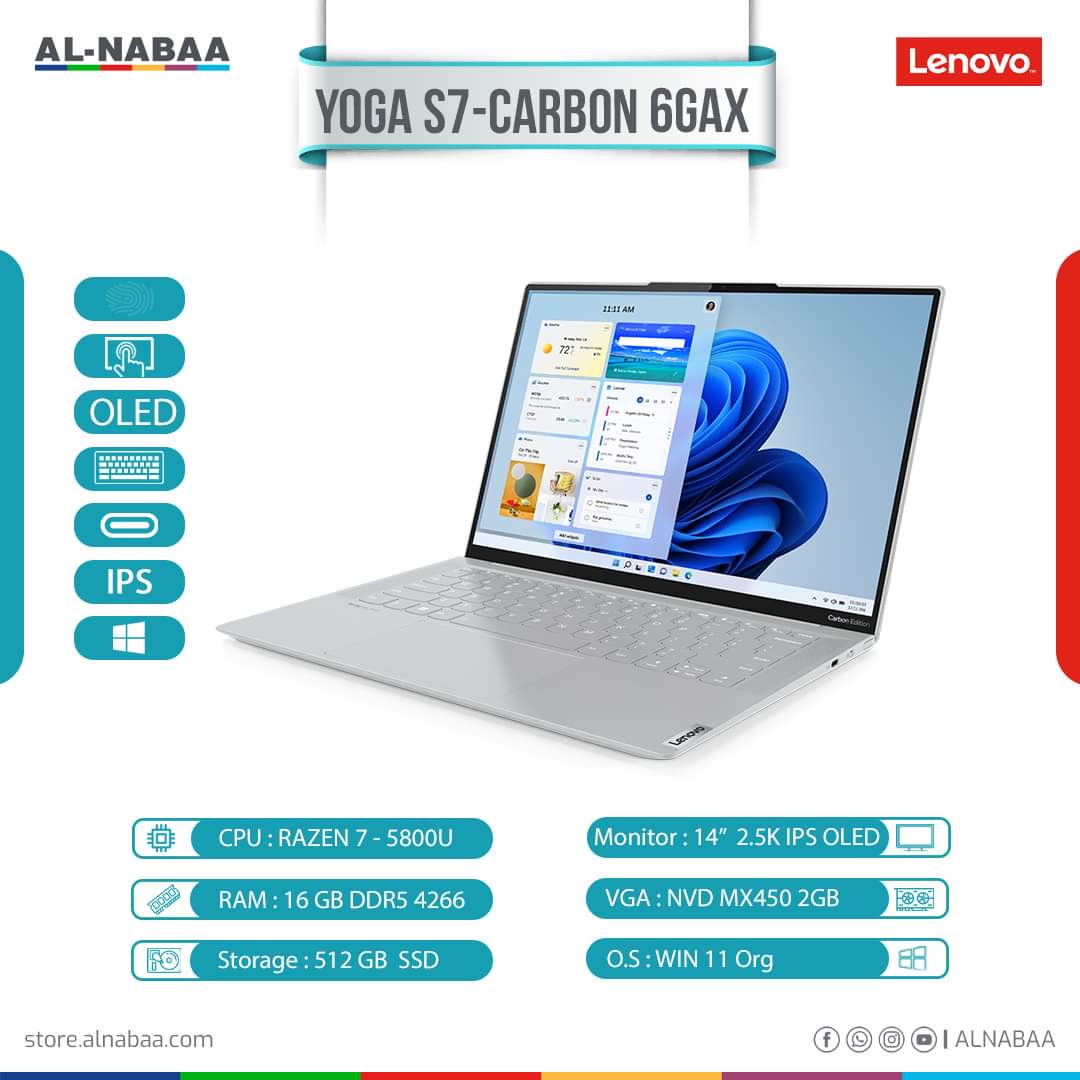 AL-NABAA
Lenovo
YOGA S7-CARBON 6GAX
11:11 AM
OLED
IPS
Add widgets
Carbon Edition
Lenovo
CPU : RAZEN 7 - 5800U
Monitor : 14” 2.5K IPS OLED
RAM : 16 GB DDR5 4266
VGA : NVD MX450 2GB
Storage : 512 GB SSD
O.S : WIN 11 Org
store.alnabaa.com
ALNABAA